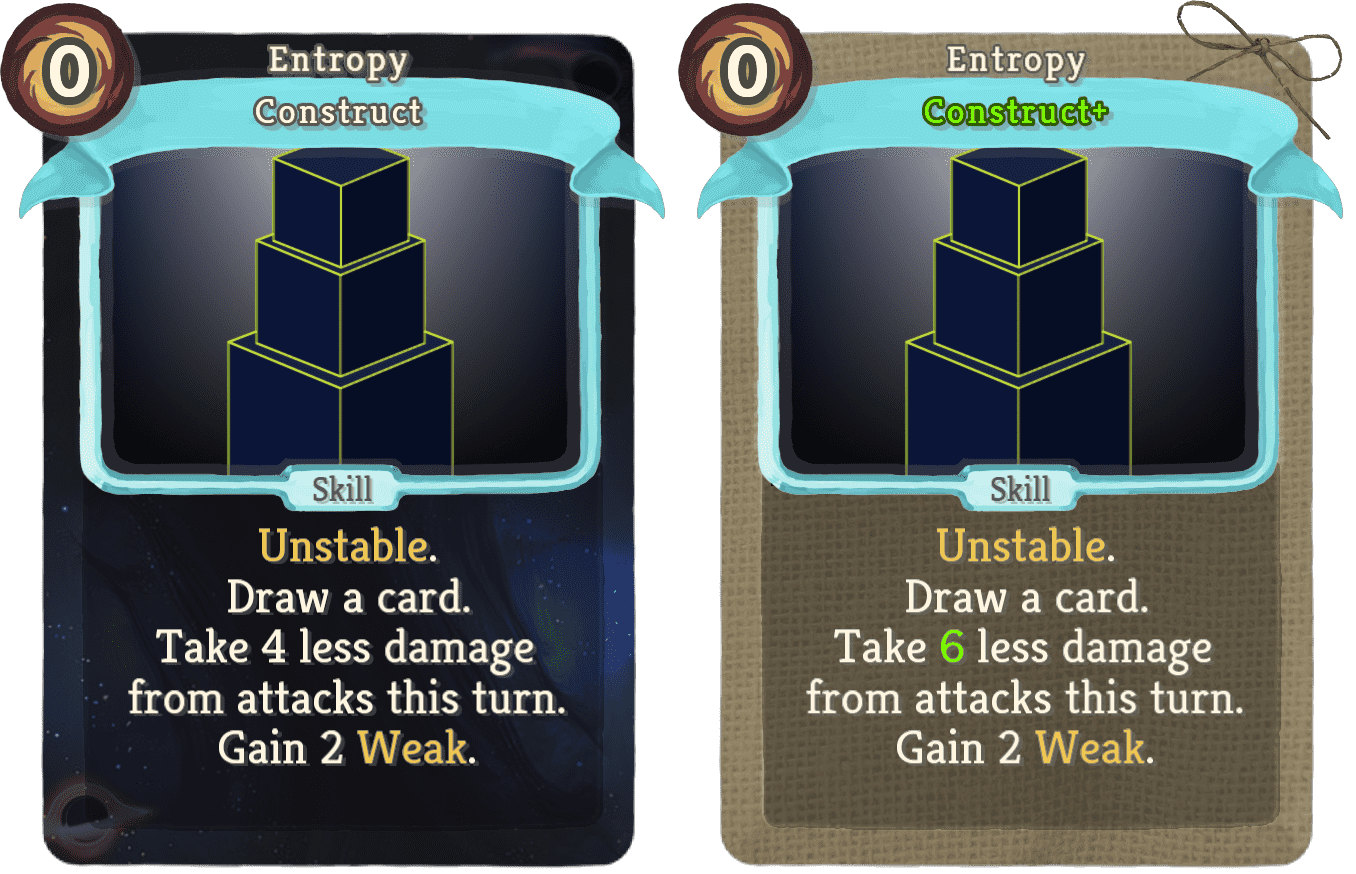 0
Entropy
Construct
Skill
Unstable.
Draw a card.
Take 4 less damage
from attacks this turn.
Gain 2 Weak.
0
Entropy
Construct+
Skill
Unstable.
Draw a card.
Take 6 less damage
from attacks this turn.
Gain 2 Weak.